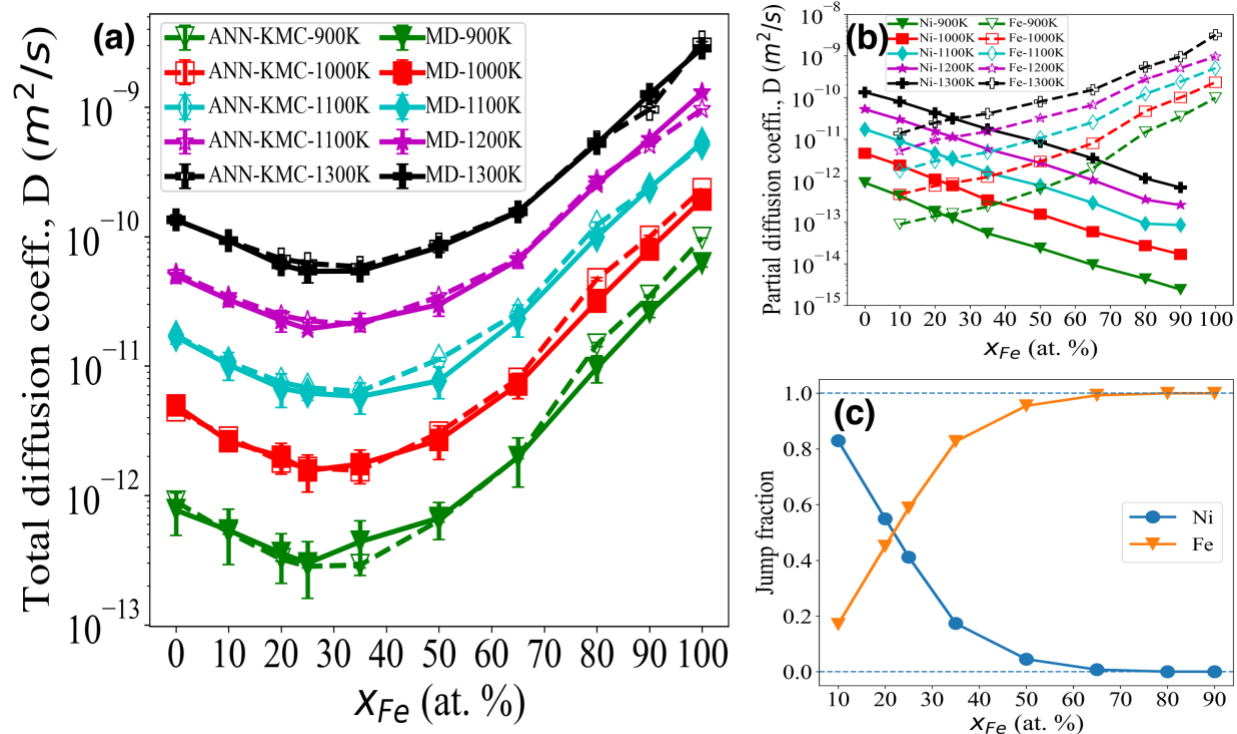 (a)
ANN-KMC-900K
ANN-KMC-1000K
ANN-KMC-1100K
ANN-KMC-1100K
ANN-KMC-1300K
MD-900K
MD-1000K
MD-1100K
MD-1200K
MD-1300K
Total diffusion coeff., D (m²/s)
10⁻⁹
10⁻¹⁰
10⁻¹¹
10⁻¹²
10⁻¹³
0 10 20 30 40 50 60 70 80 90 100
x_Fe (at. %)
(b)
Ni-900K
Ni-1000K
Ni-1100K
Ni-1200K
Ni-1300K
Fe-900K
Fe-1000K
Fe-1100K
Fe-1200K
Fe-1300K
Partial diffusion coeffi., D (m²/s)
10⁻⁸
10⁻⁹
10⁻¹⁰
10⁻¹¹
10⁻¹²
10⁻¹³
10⁻¹⁴
10⁻¹⁵
0 10 20 30 40 50 60 70 80 90 100
x_Fe (at. %)
(c)
Ni
Fe
Jump fraction
1.0
0.8
0.6
0.4
0.2
0.0
10 20 30 40 50 60 70 80 90
x_Fe (at. %)